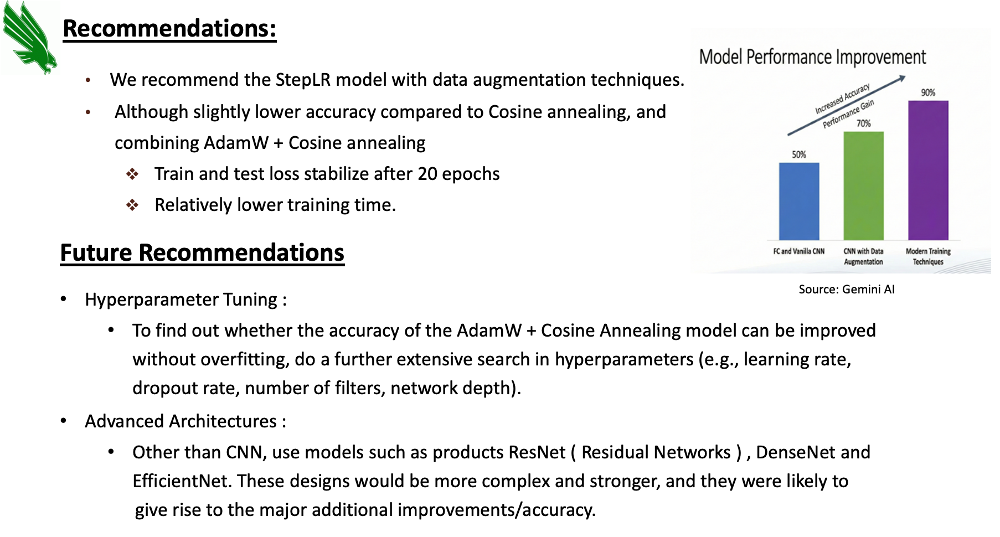 Recommendations:
• We recommend the StepLR model with data augmentation techniques.
• Although slightly lower accuracy compared to Cosine annealing, and
combining AdamW + Cosine annealing
❖ Train and test loss stabilize after 20 epochs
❖ Relatively lower training time.
Model Performance Improvement
Increased Accuracy
Performance Gain
50%
70%
90%
FC and Vanilla CNN
CNN with Data
Augmentation
Modern Training
Techniques
Source: Gemini AI
Future Recommendations
• Hyperparameter Tuning :
• To find out whether the accuracy of the AdamW + Cosine Annealing model can be improved
without overfitting, do a further extensive search in hyperparameters (e.g., learning rate,
dropout rate, number of filters, network depth).
• Advanced Architectures :
• Other than CNN, use models such as products ResNet ( Residual Networks ) , DenseNet and
EfficientNet. These designs would be more complex and stronger, and they were likely to
give rise to the major additional improvements/accuracy.